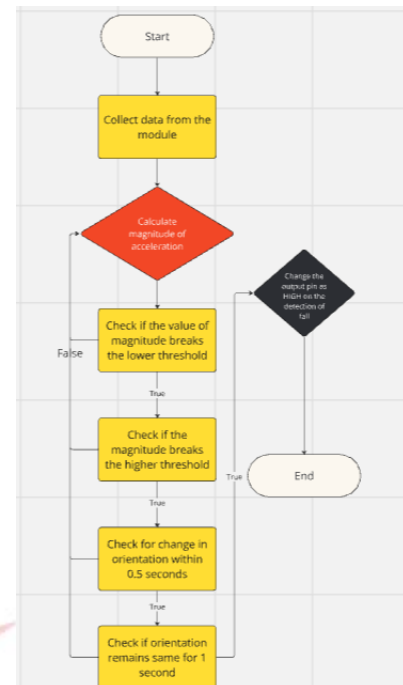 Start
Collect data from the
module
Calculate
magnitude of
acceleration
Change the
output pin as
HIGH on the
detection of
fall
Check if the value of
magnitude breaks
the lower threshold
False
True
Check if the
magnitude breaks
the higher threshold
True
True
End
Check for change in
orientation within
0.5 seconds
True
Check if orientation
remains same for 1
second